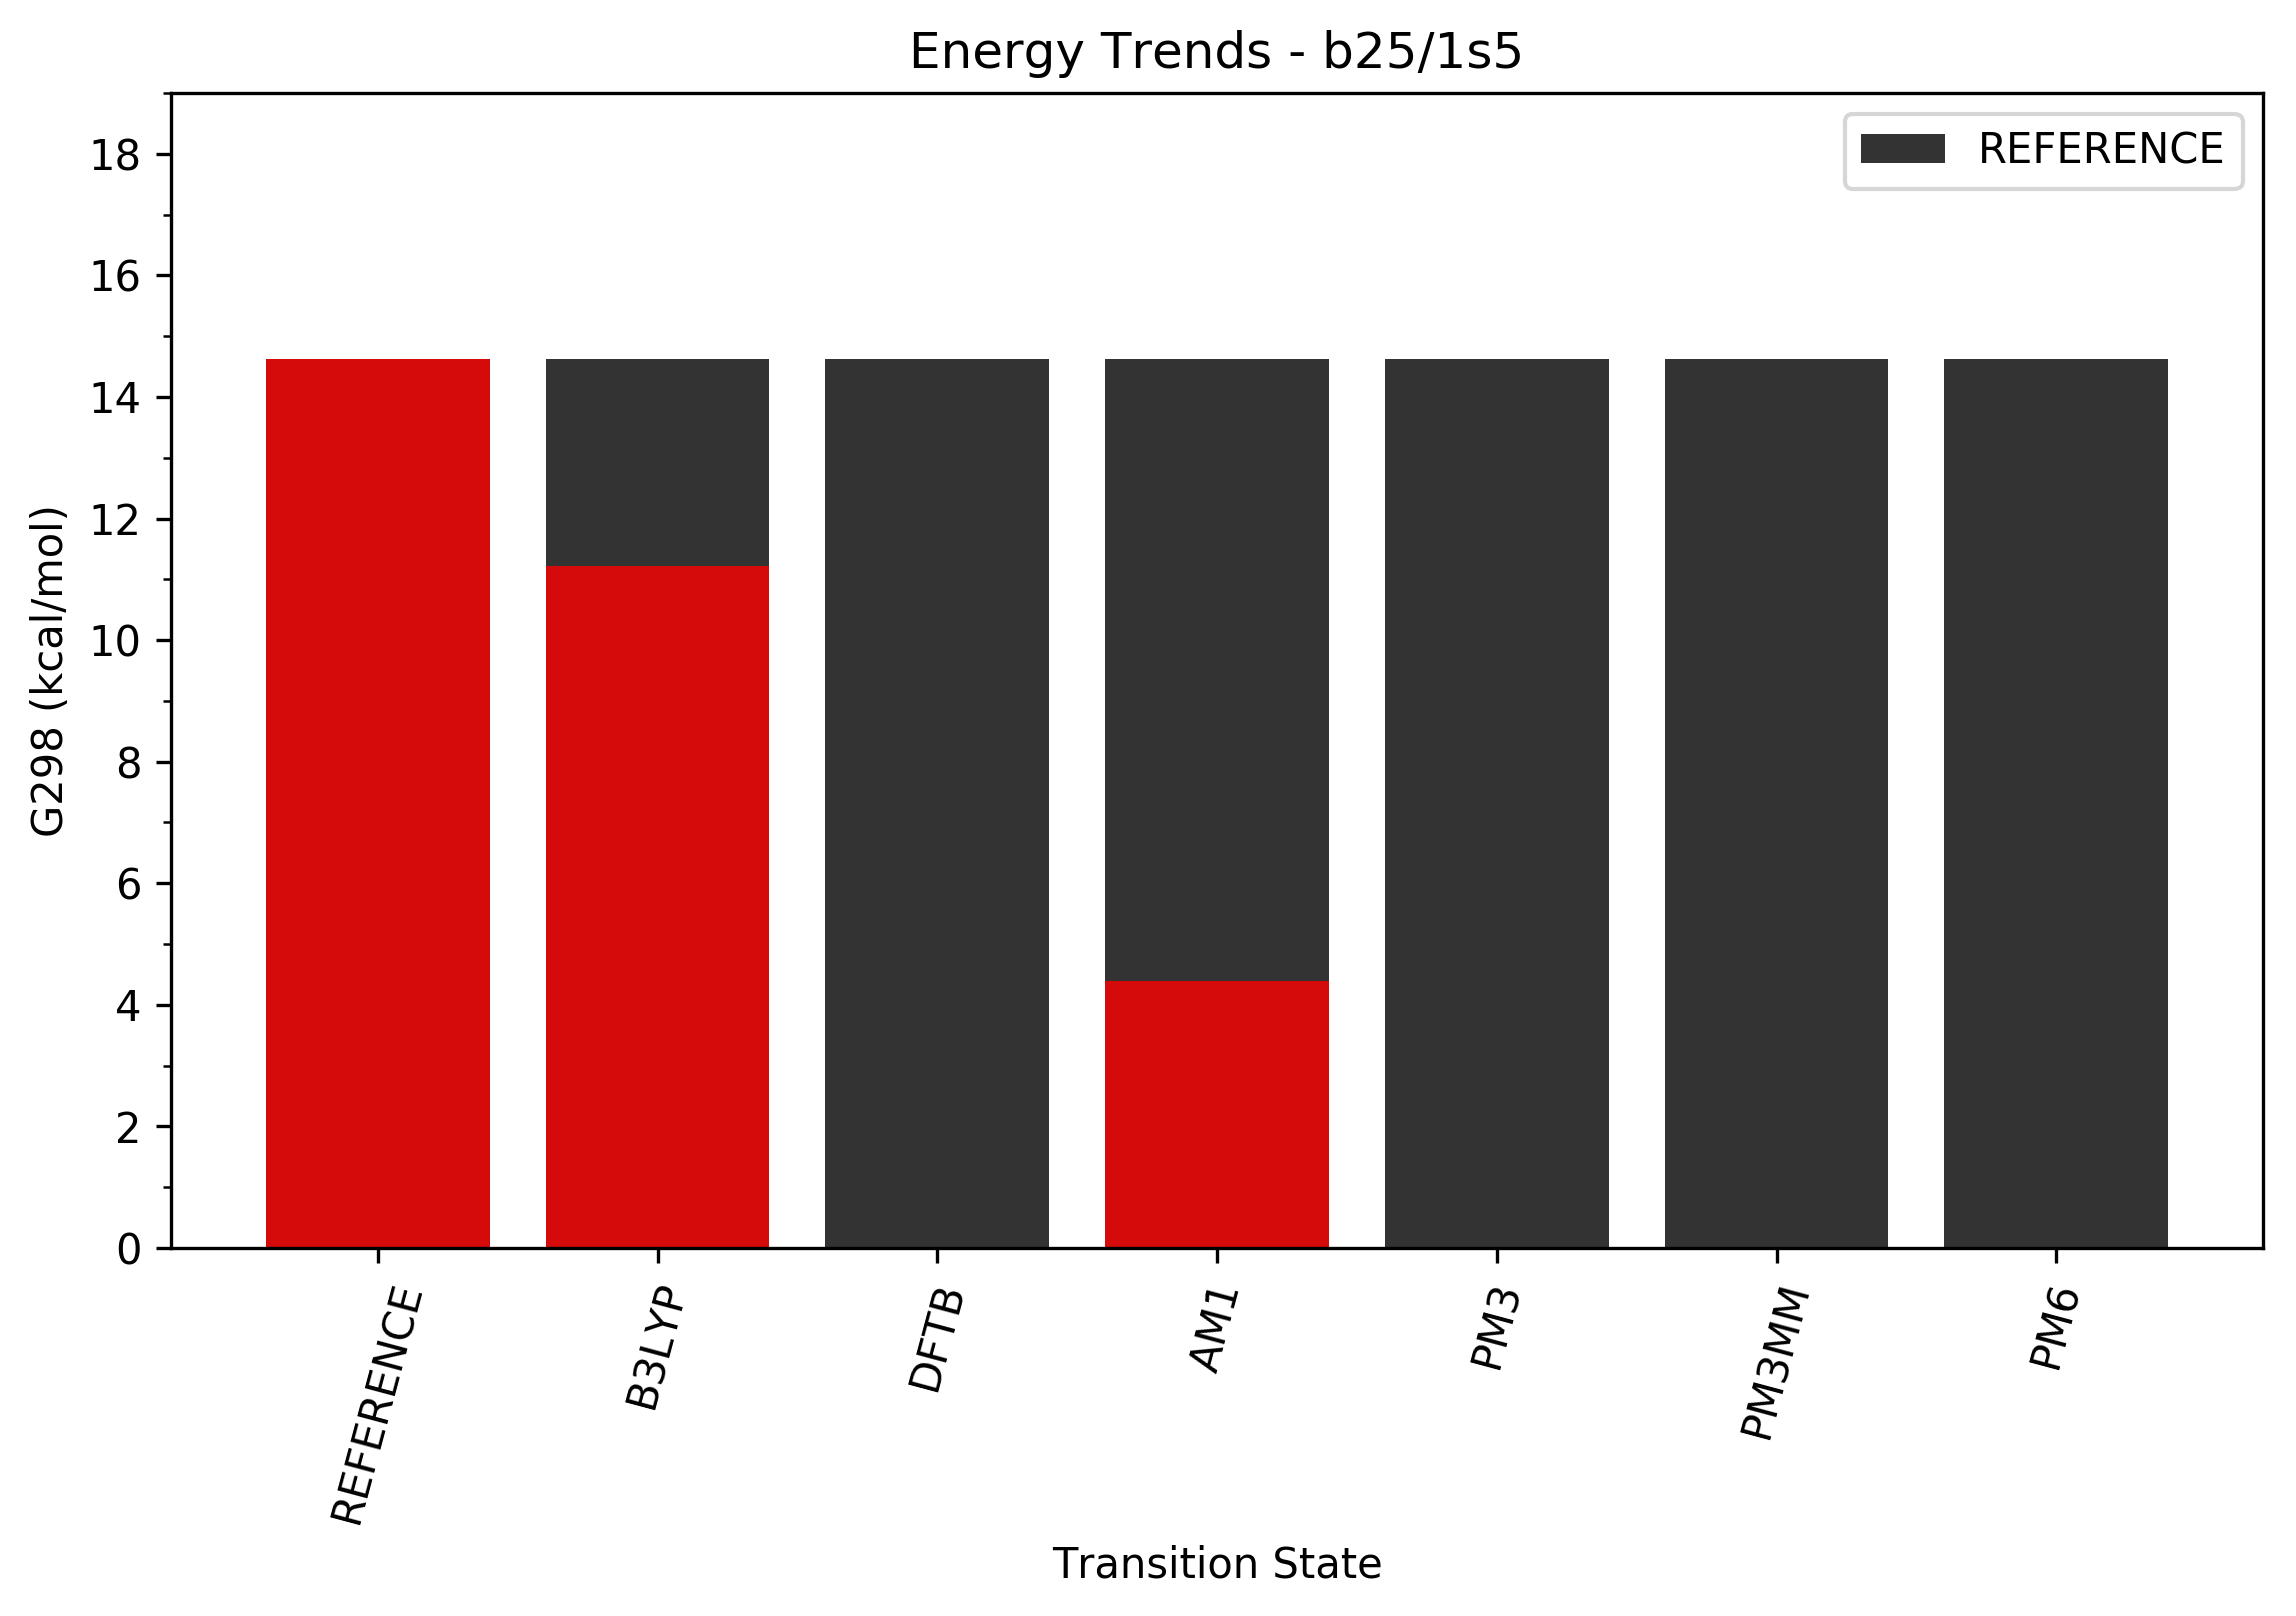 Energy Trends - b25/1s5
REFERENCE
18
16
14
12
10
8
6
4
2
0
G298 (kcal/mol)
REFERENCE
B3LYP
DFTB
AM1
PM3
PM3MM
PM6
Transition State